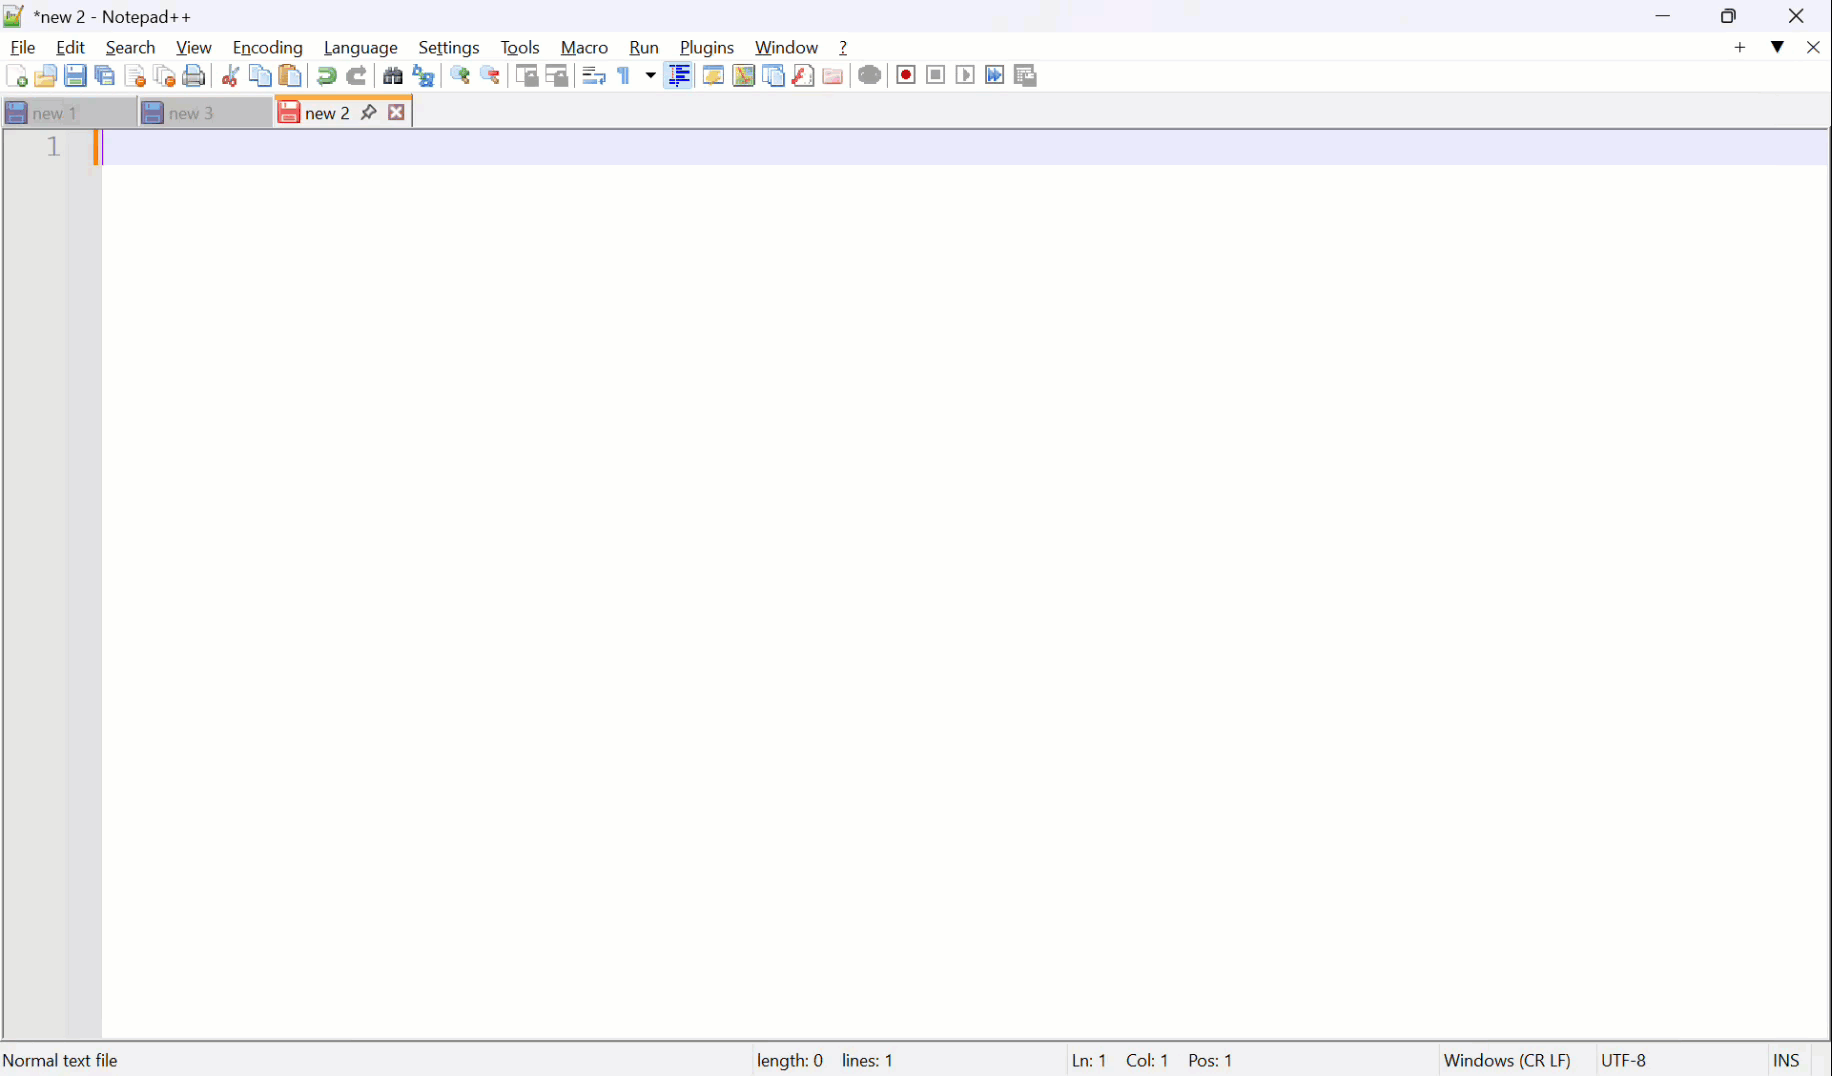 *new 2 - Notepad++
File Edit Search View Encoding Language Settings Tools Macro Run Plugins Window ?
new 1 new 3 new 2
1
Normal text file length: 0 lines: 1 Ln: 1 Col: 1 Pos: 1 Windows (CR LF) UTF-8 INS